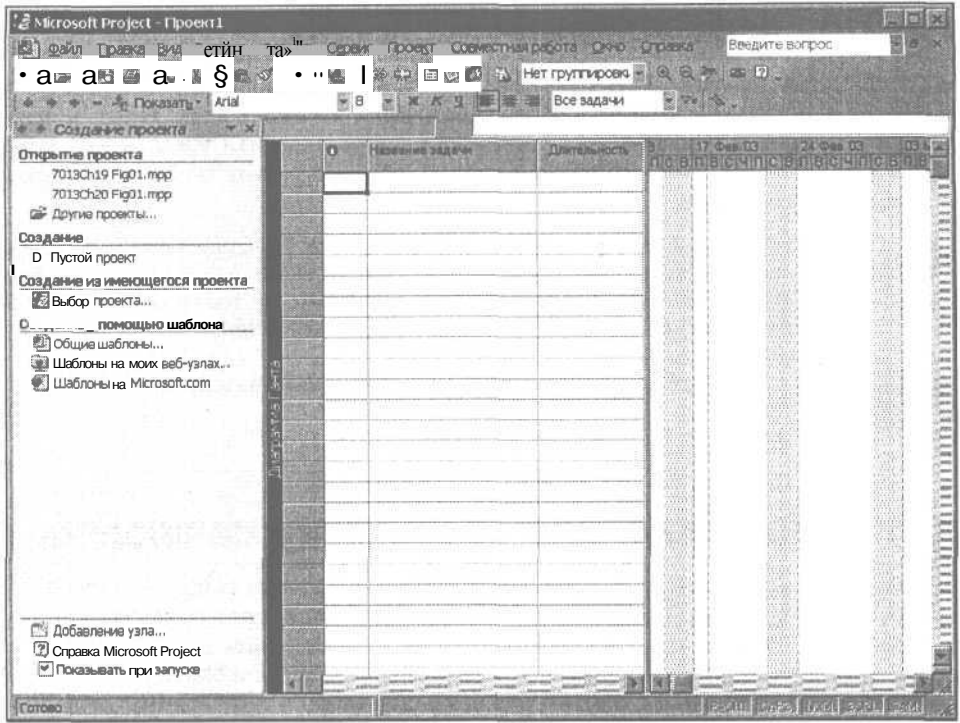 Microsoft Project - Проект1
Файл Правка Вид Сервис Проект Совместная работа Окно Справка Введите вопрос
Нет группировки
Показать Arial 8 Ж К Ч Все задачи
Создание проекта
Открытие проекта
7013Ch19 Fig01.mpp
7013Ch20 Fig01.mpp
Другие проекты...
Создание
Пустой проект
Создание из имеющегося проекта
Выбор проекта...
помощью шаблона
Общие шаблоны...
Шаблоны на моих веб-узлах...
Шаблоны на Microsoft.com
Добавление узла...
Справка Microsoft Project
Показывать при запуске
Название задачи
Длительность
17 Фев '03 24 Фев '03 03
Диаграмма Ганта
Готово